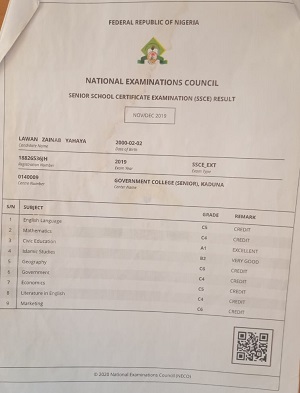 FEDERAL REPUBLIC OF NIGERIA
NATIONAL EXAMINATIONS COUNCIL
SENIOR SCHOOL CERTIFICATE EXAMINATION (SSCE) RESULT
NOV/DEC 2019
LAWAN ZAINAB YAHAYA 2000-02-02
Candidate Name Date of Birth
2019 SSCE_EXT
Registration Number Exam Year Exam Type
0140009 GOVERNMENT COLLEGE (SENIOR), KADUNA
Centre Number Centre Name
S/N SUBJECT GRADE REMARK
1 English Language C5 CREDIT
2 Mathematics C4 CREDIT
3 Civic Education A1 EXCELLENT
4 Islamic Studies B2 VERY GOOD
5 Geography CREDIT
6 Government C4 CREDIT
7 Economics C5 CREDIT
8 Literature in English C4 CREDIT
9 Marketing C6 CREDIT
© 2020 National Examinations Council (NECO)